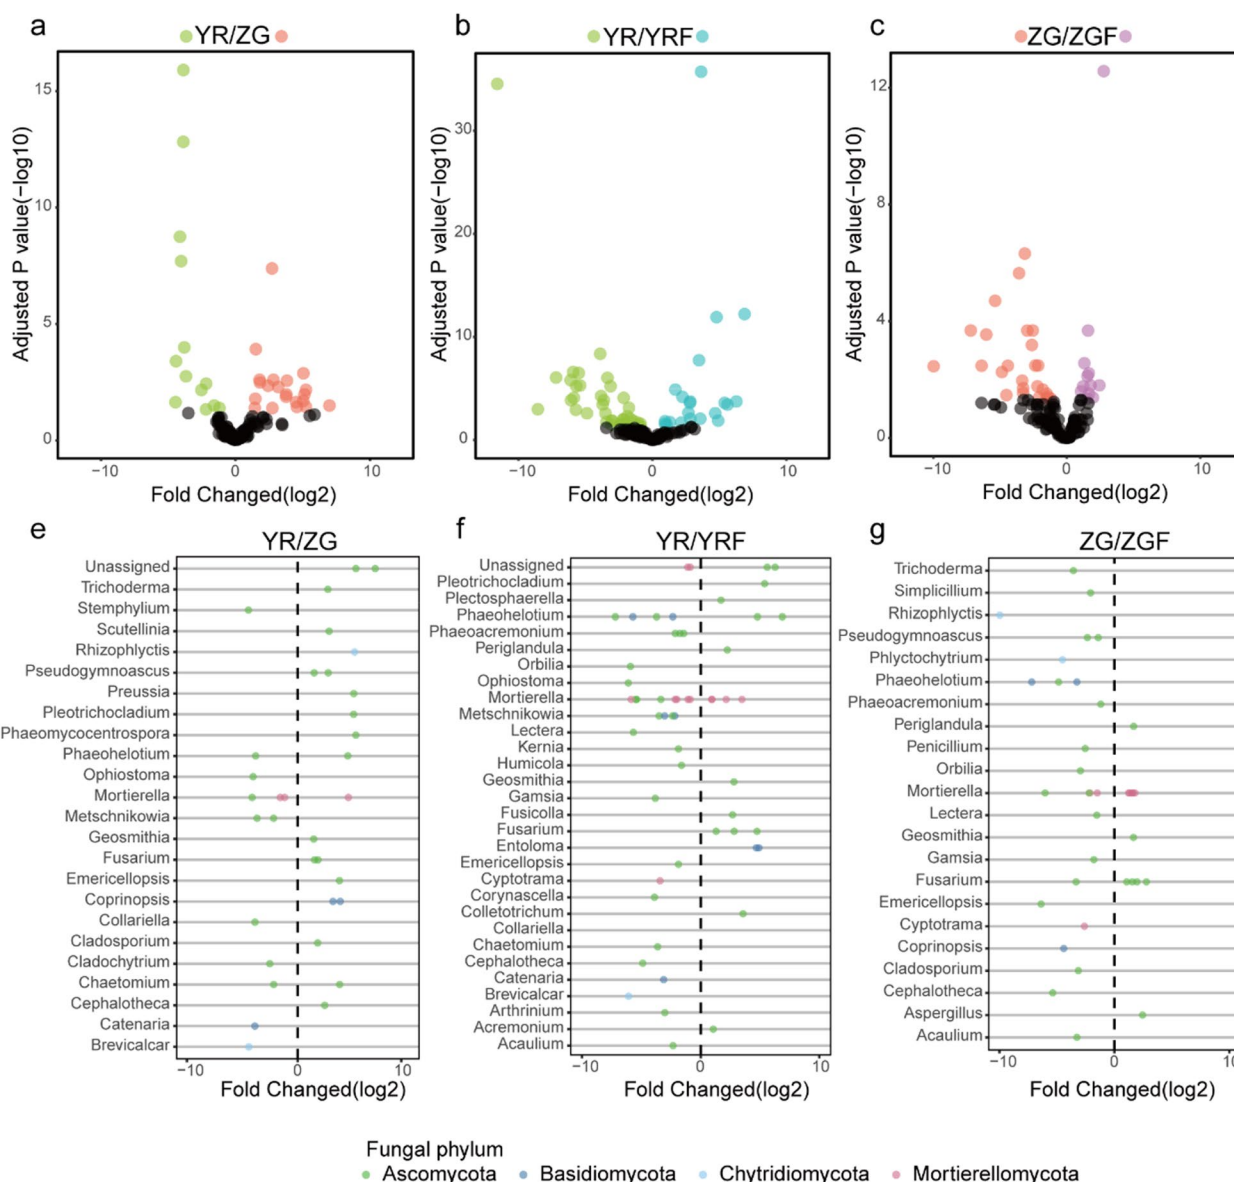 a
YR/ZG
Adjusted P value(−log10)
15
10
5
0
−10
0
10
Fold Changed(log2)
b
YR/YRF
Adjusted P value(−log10)
30
20
10
0
−10
0
10
Fold Changed(log2)
c
ZG/ZGF
Adjusted P value(−log10)
12
8
4
0
−10
0
10
Fold Changed(log2)
e
YR/ZG
Unassigned
Trichoderma
Stemphylium
Scutellinia
Rhizophlyctis
Pseudogymnoascus
Preussia
Pleotrichocladium
Phaeomycocentrospora
Phaeohelotium
Ophiostoma
Mortierella
Metschnikowia
Geosmithia
Fusarium
Emericellopsis
Coprinopsis
Collariella
Cladosporium
Cladochytrium
Chaetomium
Cephalotheca
Catenaria
Brevicalcar
−10
0
10
Fold Changed(log2)
f
YR/YRF
Unassigned
Pleotrichocladium
Plectosphaerella
Phaeohelotium
Phaeoacremonium
Periglandula
Orbilia
Ophiostoma
Mortierella
Metschnikowia
Lectera
Kernia
Humicola
Geosmithia
Gamsia
Fusicolla
Fusarium
Entoloma
Emericellopsis
Cyptotrama
Corynascella
Colletotrichum
Collariella
Chaetomium
Cephalotheca
Catenaria
Brevicalcar
Arthrinium
Acremonium
Acaulium
−10
0
10
Fold Changed(log2)
g
ZG/ZGF
Trichoderma
Simplicillium
Rhizophlyctis
Pseudogymnoascus
Phlyctochytrium
Phaeohelotium
Phaeoacremonium
Periglandula
Penicillium
Orbilia
Mortierella
Lectera
Geosmithia
Gamsia
Fusarium
Emericellopsis
Cyptotrama
Coprinopsis
Cladosporium
Cephalotheca
Aspergillus
Acaulium
−10
0
10
Fold Changed(log2)
Fungal phylum
Ascomycota Basidiomycota Chytridiomycota Mortierellomycota